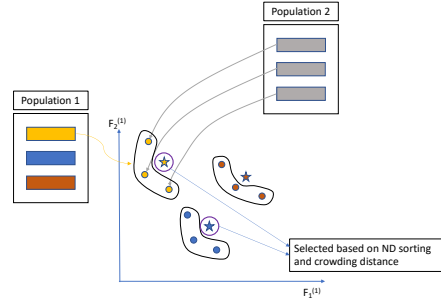 Population 2
Population 1
F₂⁽¹⁾
Selected based on ND sorting
and crowding distance
F₁⁽¹⁾